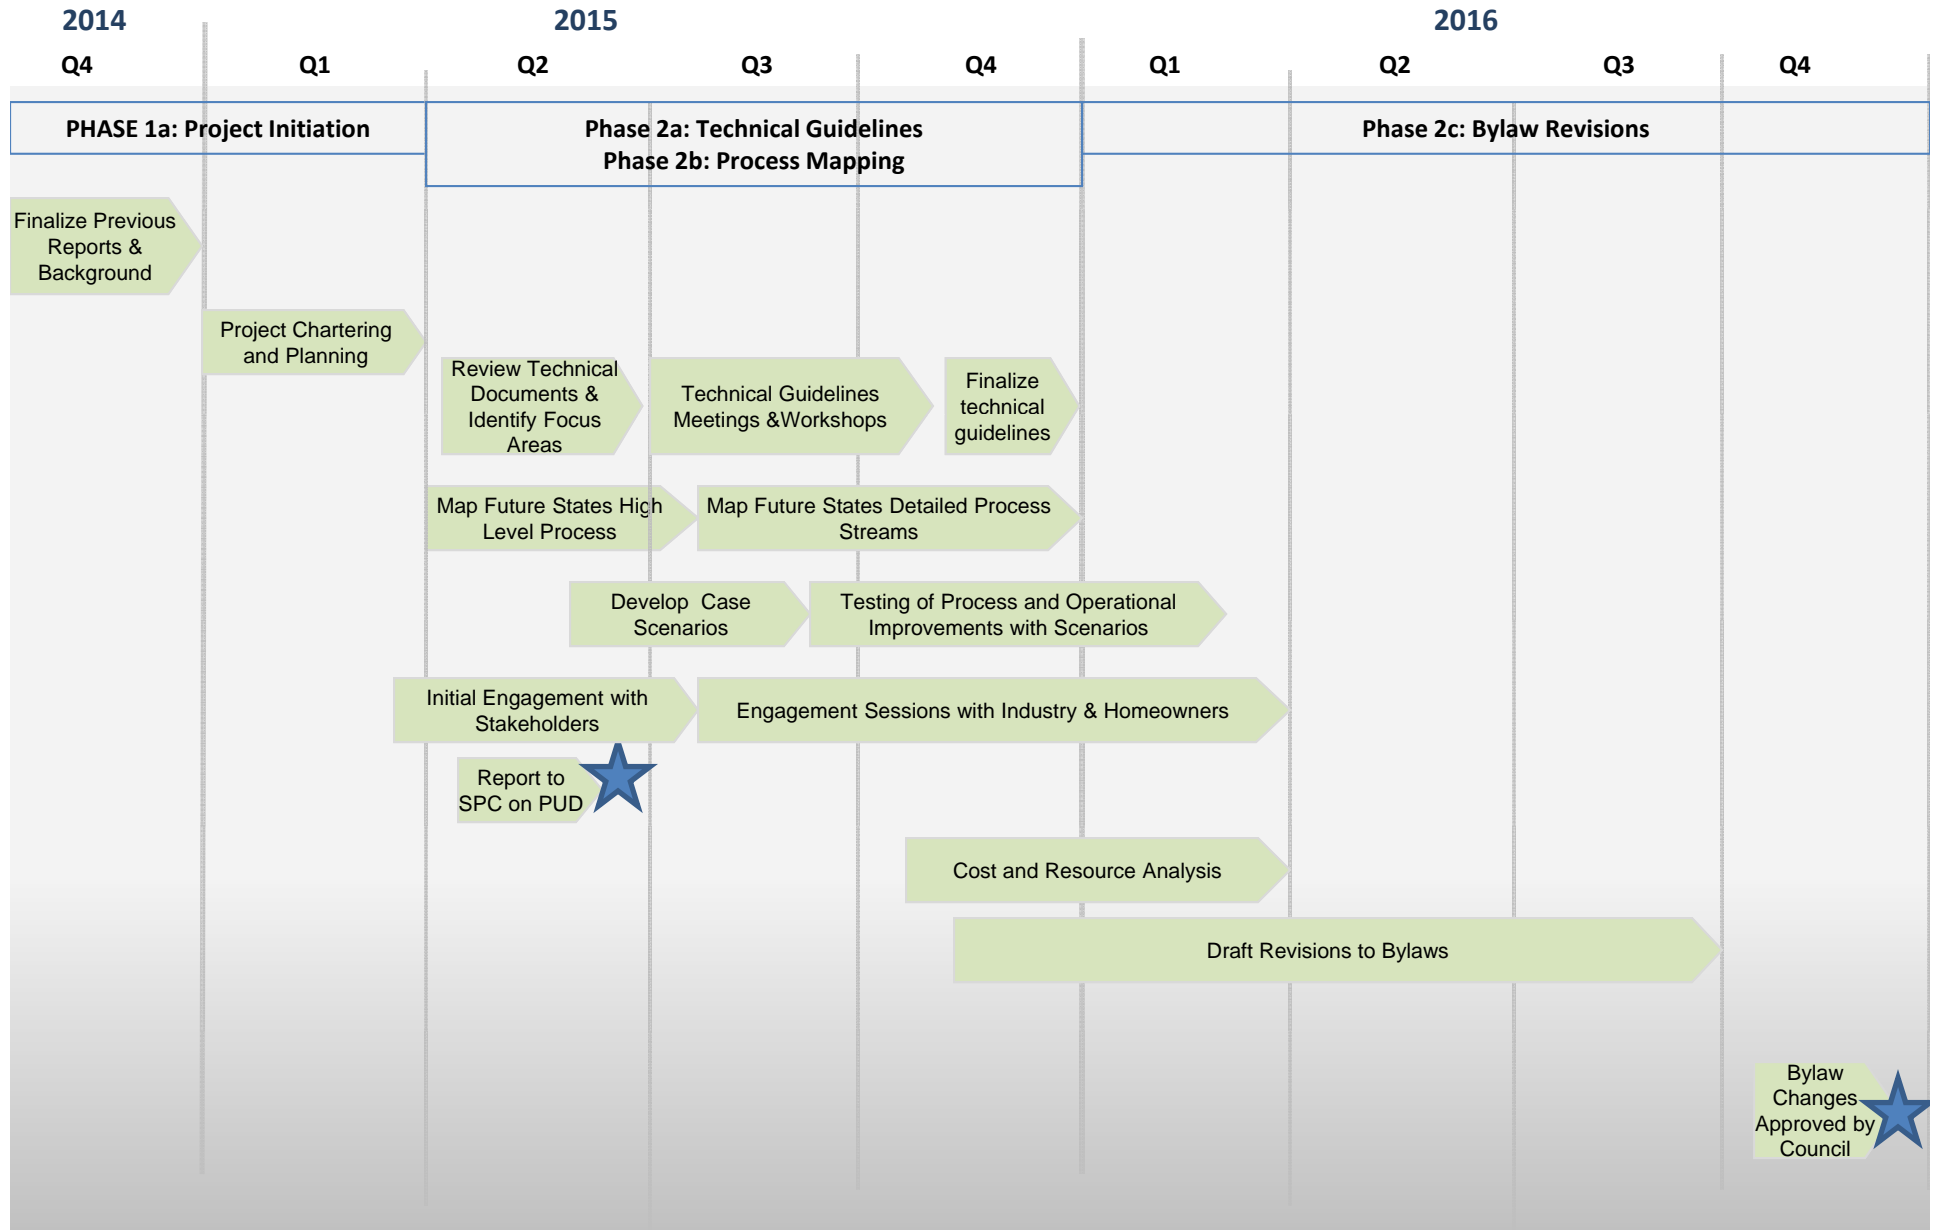 2014
2015
2016
Q4
Q1
Q2
Q3
Q4
Q1
Q2
Q3
Q4
PHASE 1a: Project Initiation
Phase 2a: Technical Guidelines
Phase 2b: Process Mapping
Phase 2c: Bylaw Revisions
Finalize Previous
Reports &
Background
Project Chartering
and Planning
Review Technical
Documents &
Identify Focus
Areas
Technical Guidelines
Meetings &Workshops
Finalize
technical
guidelines
Map Future States High
Level Process
Map Future States Detailed Process
Streams
Develop  Case
Scenarios
Testing of Process and Operational
Improvements with Scenarios
Initial Engagement with
Stakeholders
Engagement Sessions with Industry & Homeowners
Report to
SPC on PUD
Cost and Resource Analysis
Draft Revisions to Bylaws
Bylaw
Changes
Approved by
Council